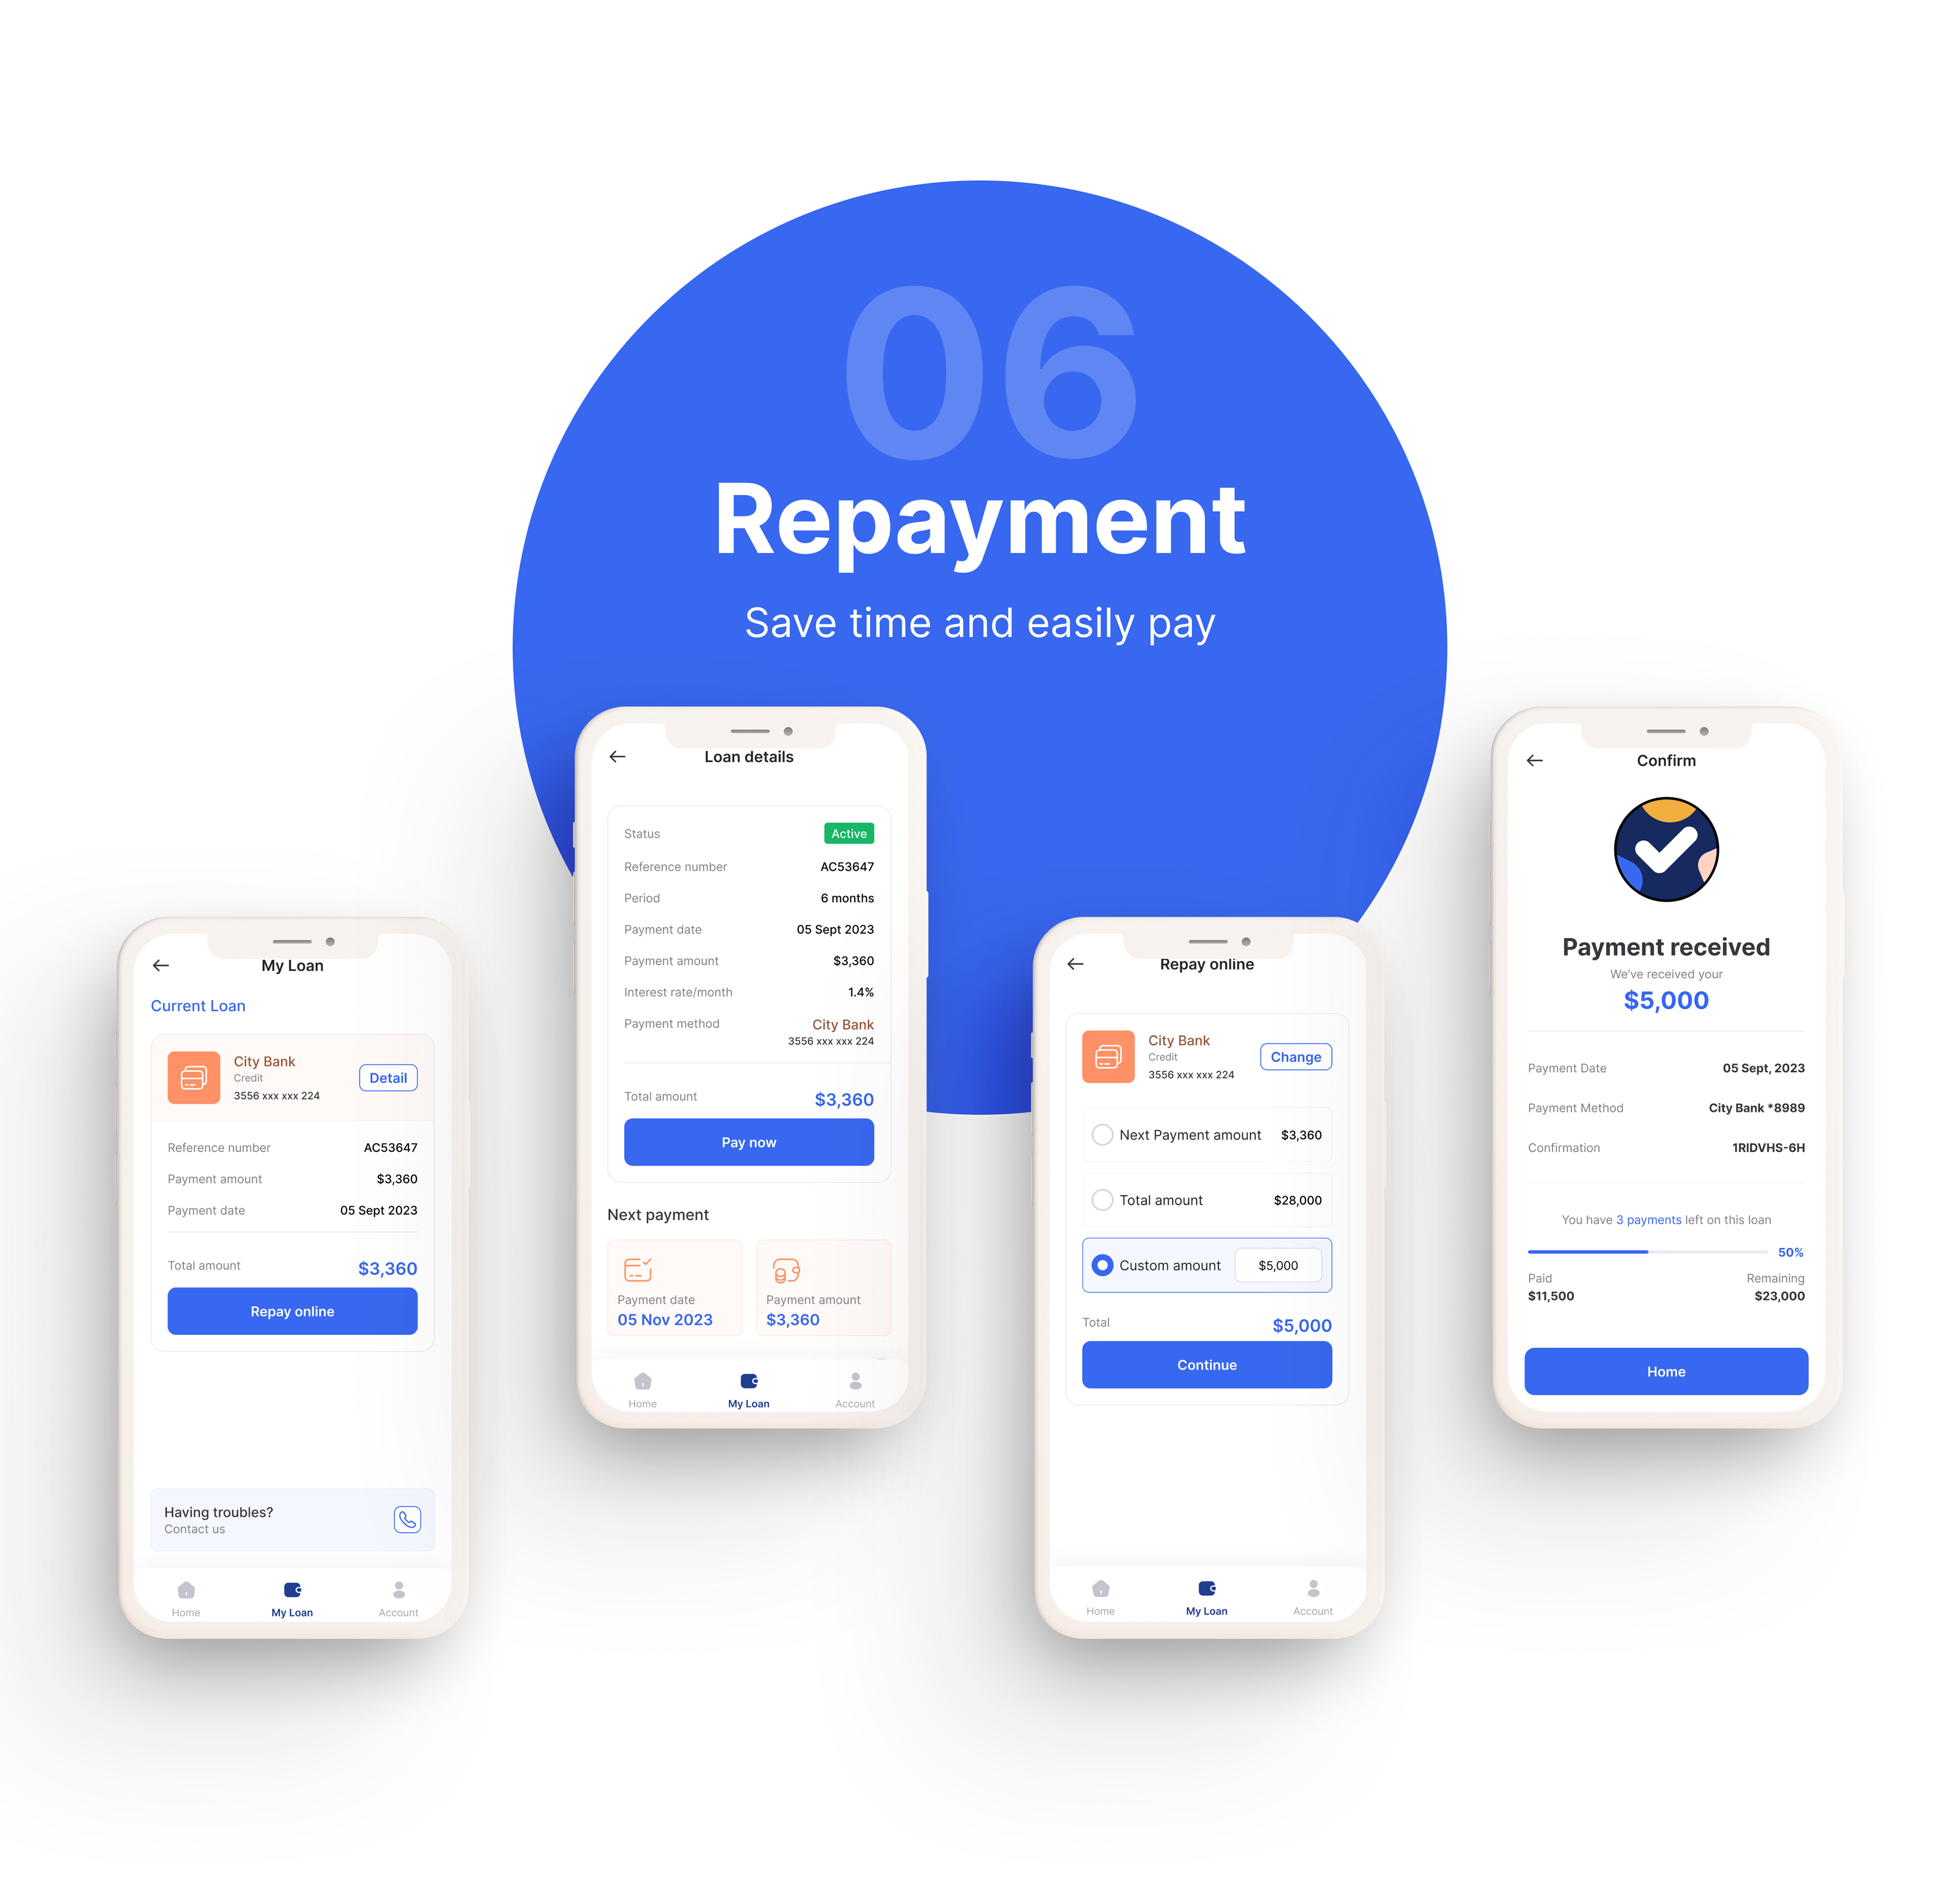 06
Repayment
Save time and easily pay
My Loan
Current Loan
City Bank
Credit
3556 xxx xxx 224
Detail
Reference number AC53647
Payment amount $3,360
Payment date 05 Sept 2023
Total amount $3,360
Repay online
Having troubles?
Contact us
Home My Loan Account
Loan details
Status Active
Reference number AC53647
Period 6 months
Payment date 05 Sept 2023
Payment amount $3,360
Interest rate/month 1.4%
Payment method City Bank
3556 xxx xxx 224
Total amount $3,360
Pay now
Next payment
Payment date
05 Nov 2023
Payment amount
$3,360
Home My Loan Account
Repay online
City Bank
Credit
3556 xxx xxx 224
Change
Next Payment amount $3,360
Total amount $28,000
Custom amount $5,000
Total $5,000
Continue
Home My Loan Account
Confirm
Payment received
We've received your
$5,000
Payment Date 05 Sept, 2023
Payment Method City Bank *8989
Confirmation 1RIDVHS-6H
You have 3 payments left on this loan
50%
Paid Remaining
$11,500 $23,000
Home